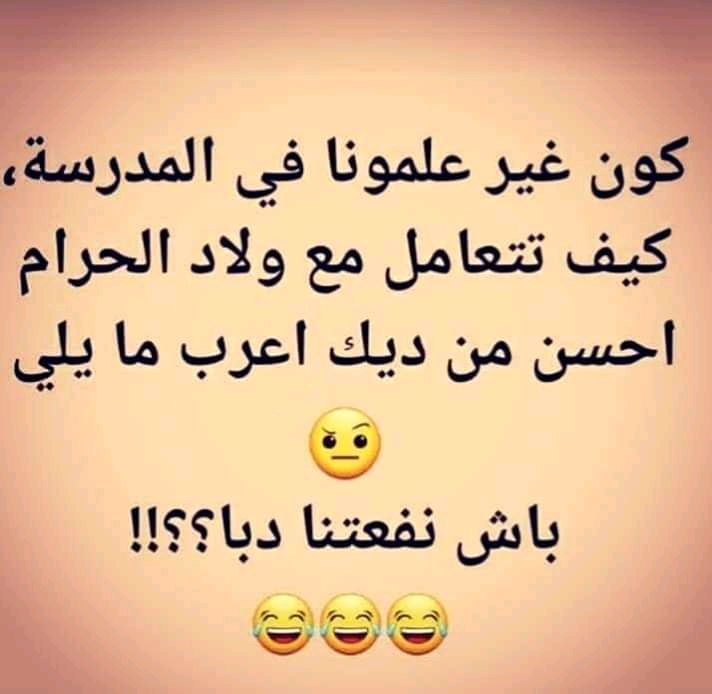 كون غير علمونا في المدرسة،
كيف تتعامل مع ولاد الحرام
احسن من ديك اعرب ما يلي
🤨
باش نفعتنا دبا؟؟!!
😂😂😂